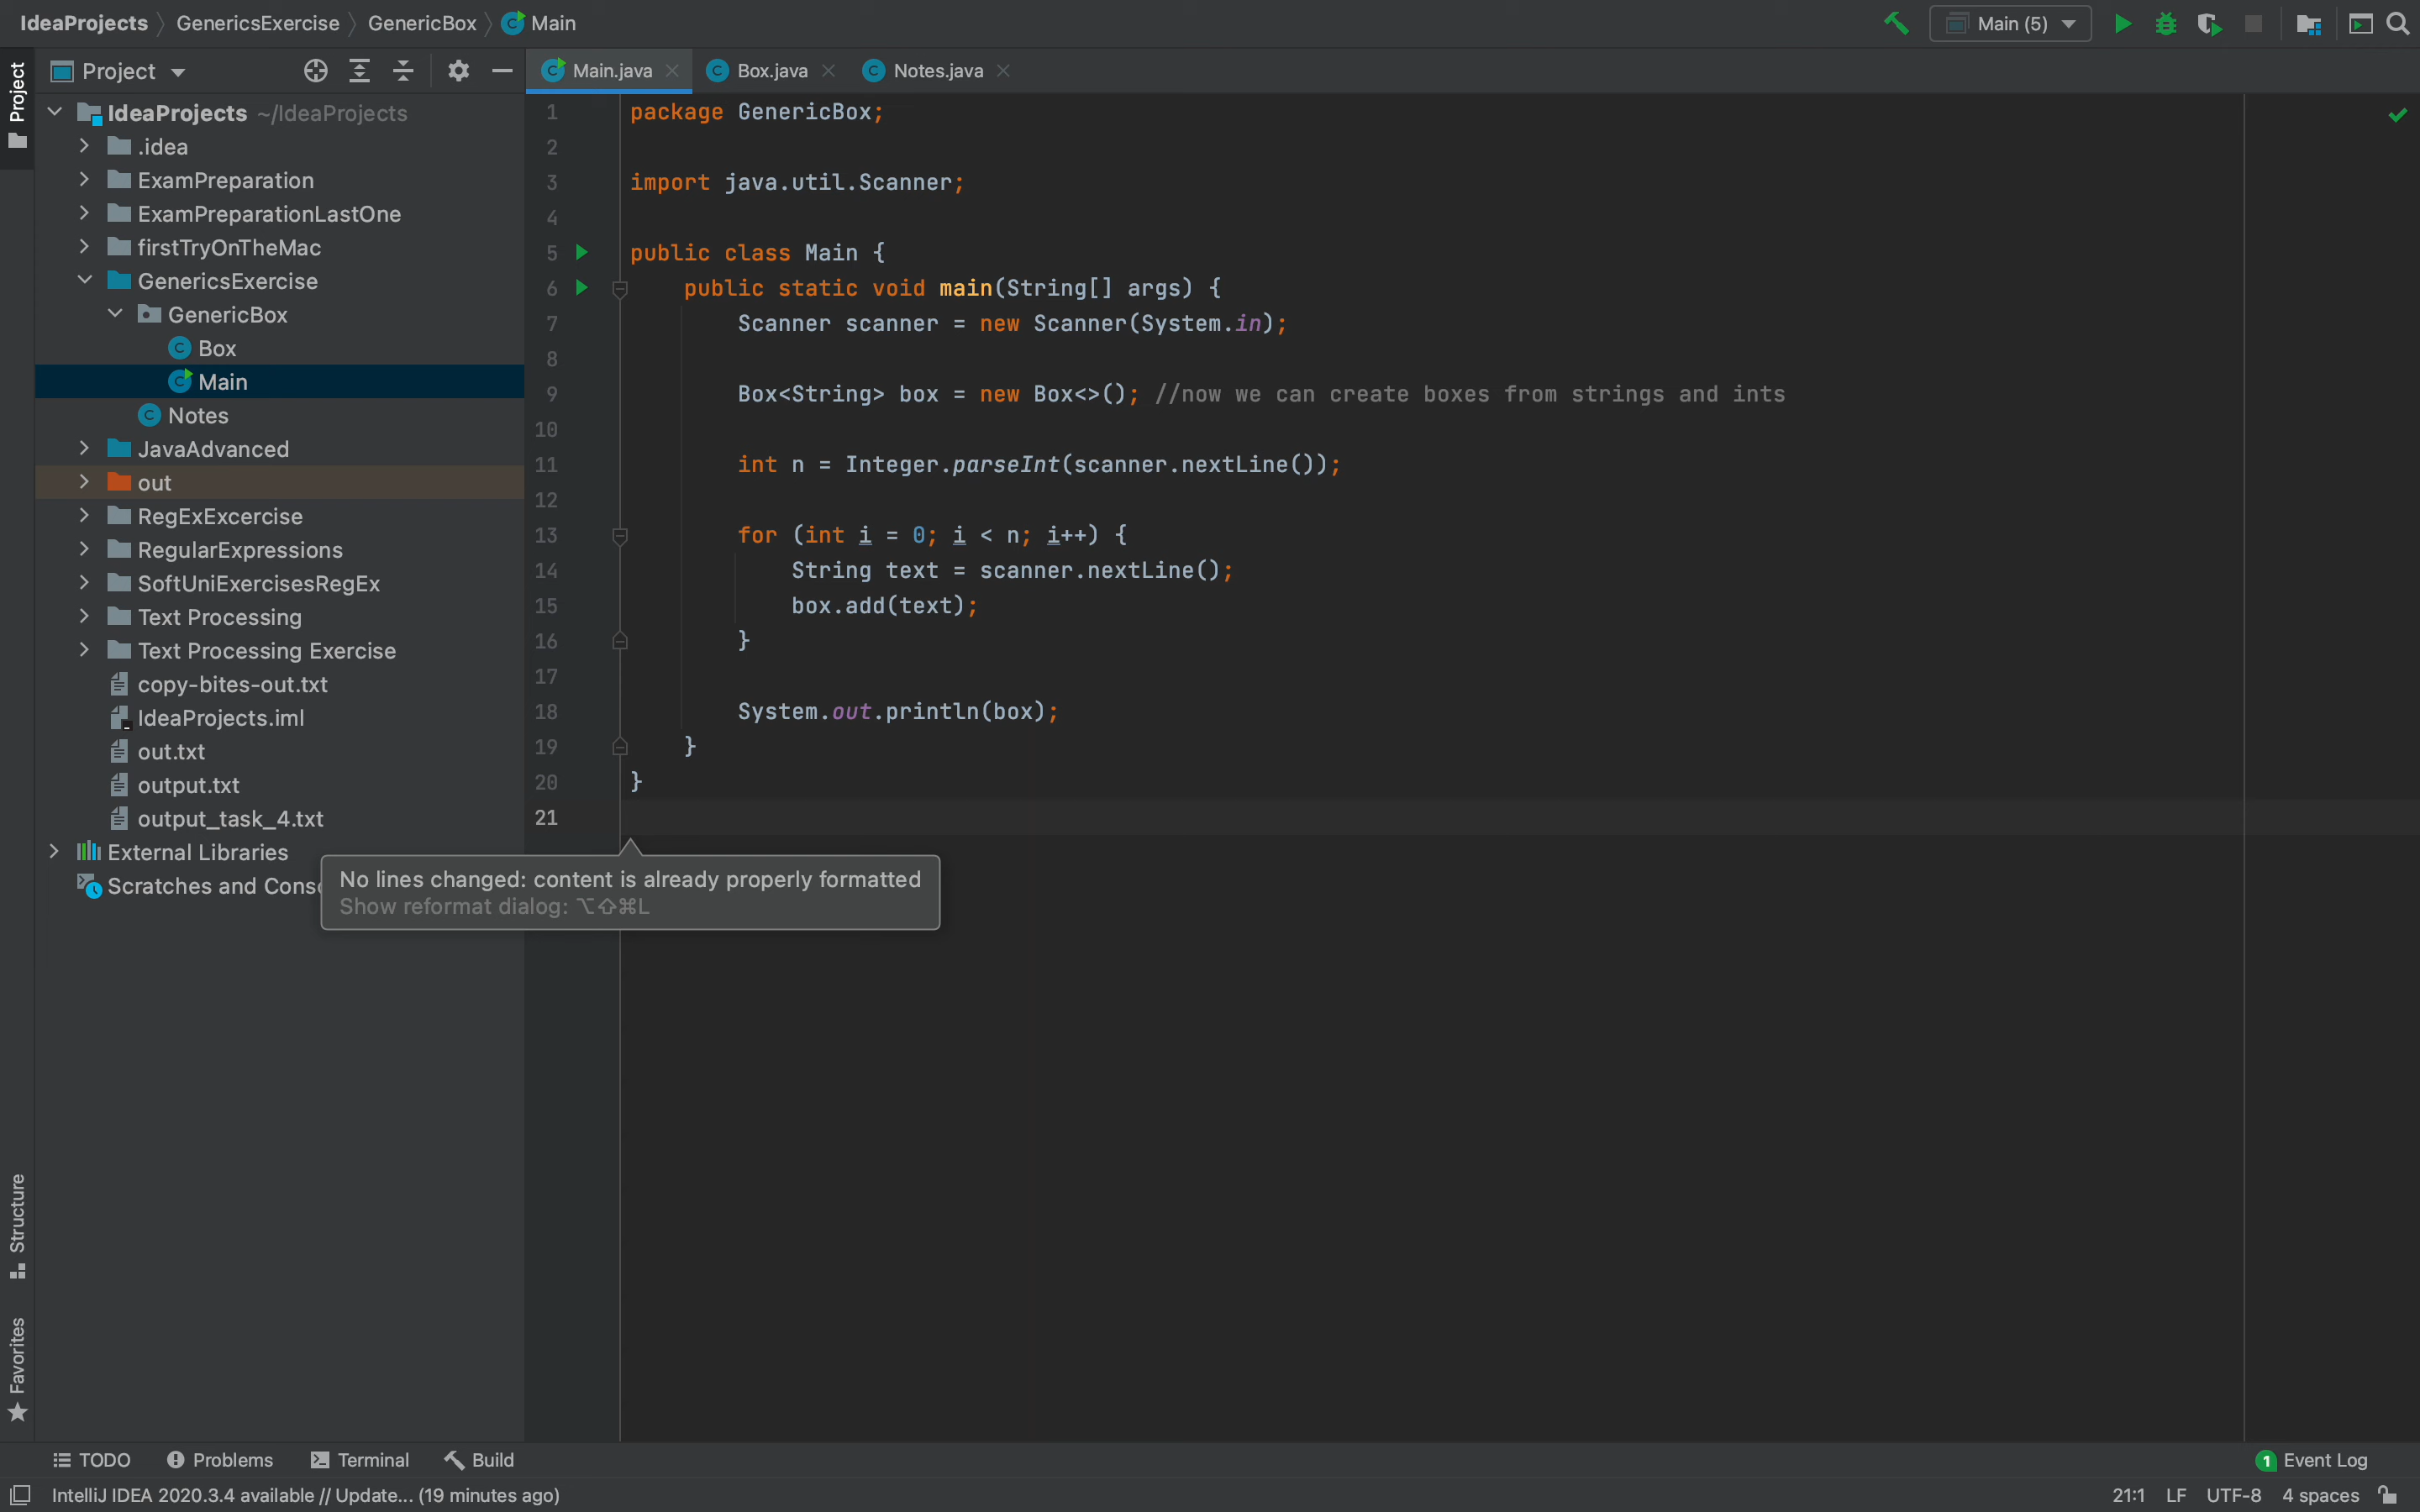 IdeaProjects GenericsExercise GenericBox Main
Main (5)
Project
Project
Main.java
Box.java
Notes.java
IdeaProjects ~/IdeaProjects
.idea
ExamPreparation
ExamPreparationLastOne
firstTryOnTheMac
GenericsExercise
GenericBox
Box
Main
Notes
JavaAdvanced
out
RegExExcercise
RegularExpressions
SoftUniExercisesRegEx
Text Processing
Text Processing Exercise
copy-bites-out.txt
IdeaProjects.iml
out.txt
output.txt
output_task_4.txt
External Libraries
Scratches and Conso
1 package GenericBox;
2
3 import java.util.Scanner;
4
5 public class Main {
6 public static void main(String[] args) {
7 Scanner scanner = new Scanner(System.in);
8
9 Box<String> box = new Box<>(); //now we can create boxes from strings and ints
10
11 int n = Integer.parseInt(scanner.nextLine());
12
13 for (int i = 0; i < n; i++) {
14 String text = scanner.nextLine();
15 box.add(text);
16 }
17
18 System.out.println(box);
19 }
20 }
21
No lines changed: content is already properly formatted
Show reformat dialog: ⌥⇧⌘L
Structure
Favorites
TODO
Problems
Terminal
Build
1 Event Log
IntelliJ IDEA 2020.3.4 available // Update... (19 minutes ago)
21:1 LF UTF-8 4 spaces